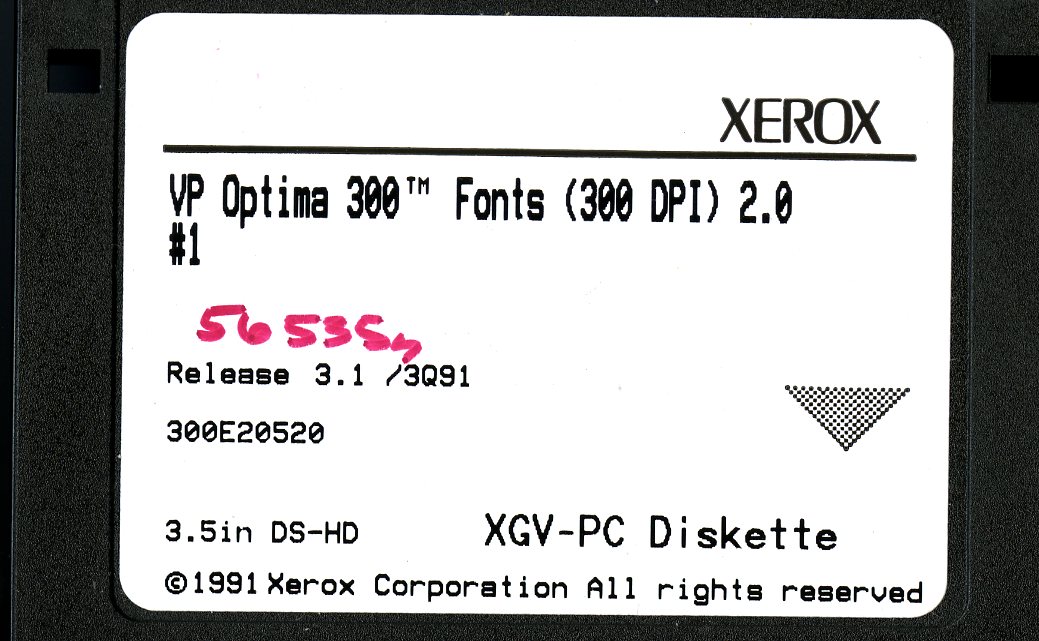 XEROX
VP Optima 300™ Fonts (300 DPI) 2.0
#1
Release 3.1 /3Q91
300E20520
3.5in DS-HD XGV-PC Diskette
©1991 Xerox Corporation All rights reserved